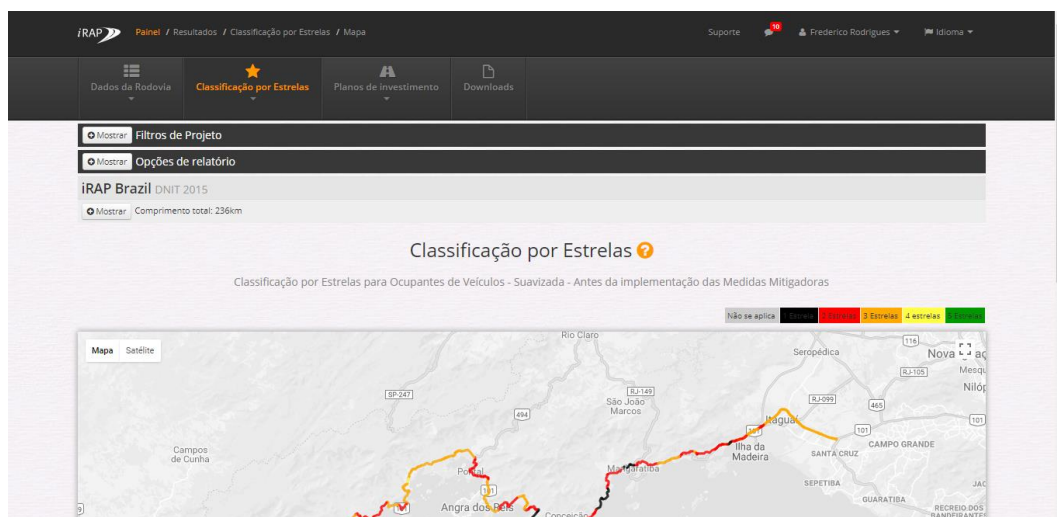 iRAP Painel / Resultados / Classificação por Estrelas / Mapa Suporte 10 Frederico Rodrigues Idioma
Dados da Rodovia Classificação por Estrelas Planos de investimento Downloads
Mostrar Filtros de Projeto
Mostrar Opções de relatório
iRAP Brazil DNIT 2015
Mostrar Comprimento total: 236km
Classificação por Estrelas ?
Classificação por Estrelas para Ocupantes de Veículos - Suavizada - Antes da implementação das Medidas Mitigadoras
Não se aplica 1 Estrela 2 Estrelas 3 Estrelas 4 estrelas 5 Estrelas
Mapa Satélite
Rio Claro
116
Seropédica
Nova
RJ-105
SP-247
RJ-149
São João
Marcos
RJ-099
465
494
101
Itaguaí
101
CAMPO GRANDE
Ilha da
Madeira
SANTA CRUZ
Campos
de Cunha
Mangaratiba
SEPETIBA
101
GUARATIBA
Angra dos Reis
Conceição
RECREIO DOS
BANDEIRANTES